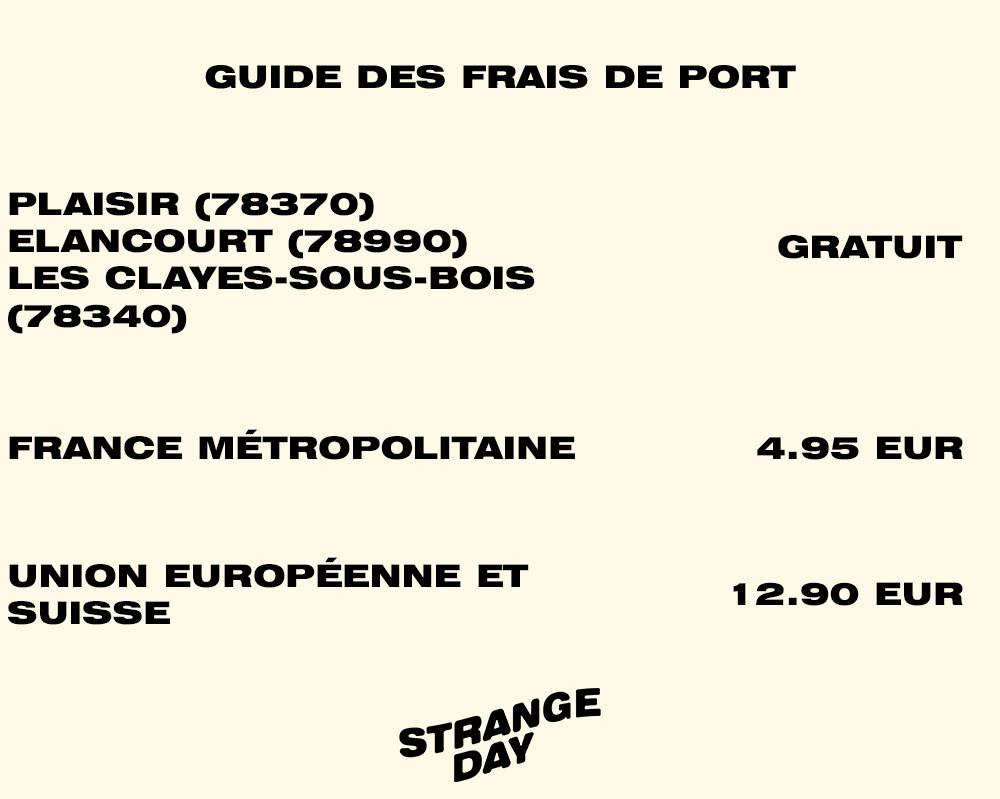 GUIDE DES FRAIS DE PORT
PLAISIR (78370)
ELANCOURT (78990)
LES CLAYES-SOUS-BOIS
(78340)
GRATUIT
FRANCE MÉTROPOLITAINE
4.95 EUR
UNION EUROPÉENNE ET
SUISSE
12.90 EUR
STRANGE
DAY